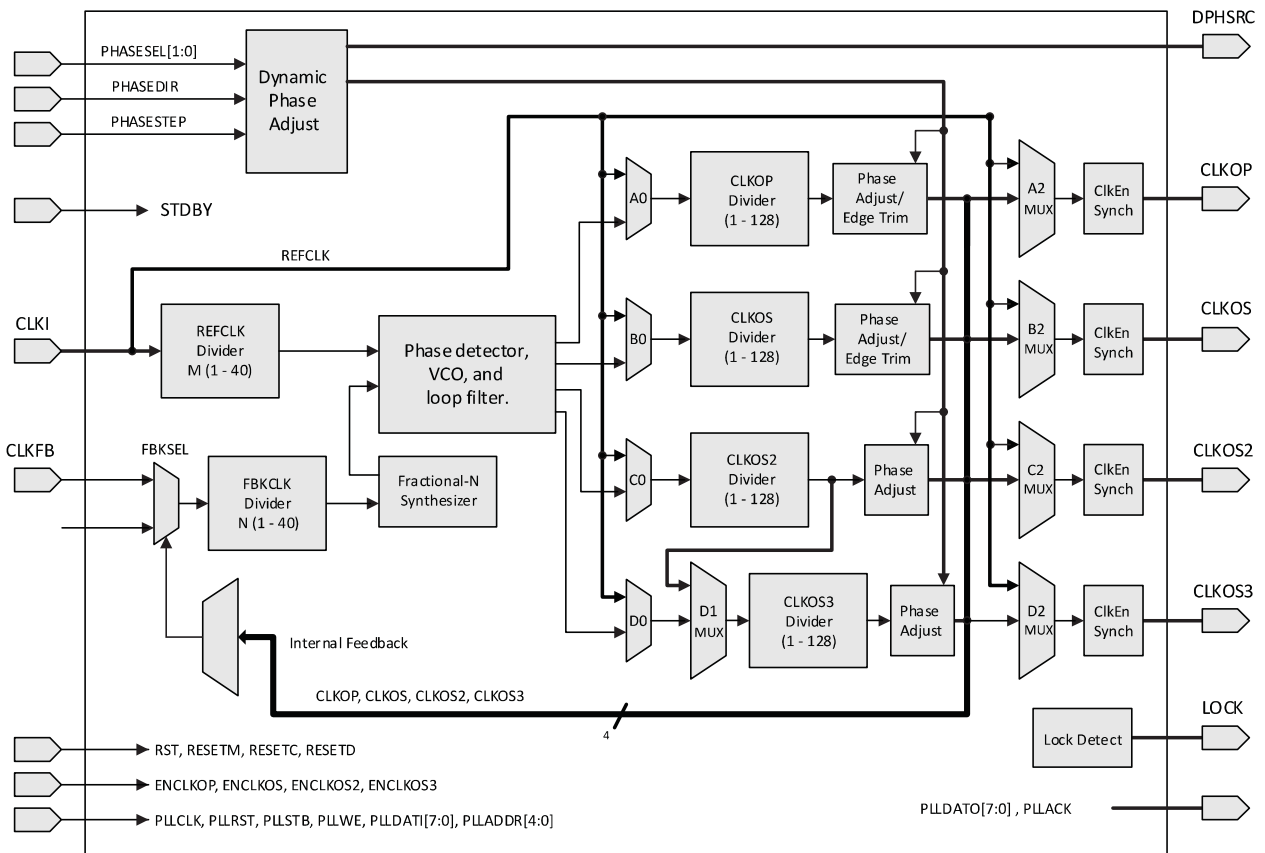 DPHSRC
PHASESEL[1:0]
PHASEDIR
PHASESTEP
Dynamic
Phase
Adjust
STDBY
REFCLK
CLKI
REFCLK
Divider
M (1 - 40)
Phase detector,
VCO, and
loop filter.
CLKFB
FBKSEL
FBKCLK
Divider
N (1 - 40)
Fractional-N
Synthesizer
A0
CLKOP
Divider
(1 - 128)
Phase
Adjust/
Edge Trim
A2
MUX
ClkEn
Synch
CLKOP
B0
CLKOS
Divider
(1 - 128)
Phase
Adjust/
Edge Trim
B2
MUX
ClkEn
Synch
CLKOS
C0
CLKOS2
Divider
(1 - 128)
Phase
Adjust
C2
MUX
ClkEn
Synch
CLKOS2
D0
D1
MUX
CLKOS3
Divider
(1 - 128)
Phase
Adjust
D2
MUX
ClkEn
Synch
CLKOS3
Internal Feedback
CLKOP, CLKOS, CLKOS2, CLKOS3
4
Lock Detect
LOCK
RST, RESETM, RESETC, RESETD
ENCLKOP, ENCLKOS, ENCLKOS2, ENCLKOS3
PLLCLK, PLLRST, PLLSTB, PLLWE, PLLDATI[7:0], PLLADDR[4:0]
PLLDATO[7:0] , PLLACK